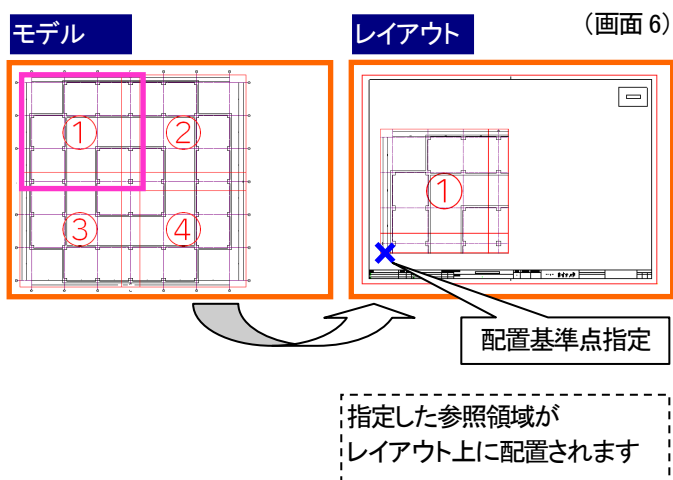 モデル
レイアウト
(画面 6)
①
②
③
④
①
配置基準点指定
指定した参照領域が
レイアウト上に配置されます